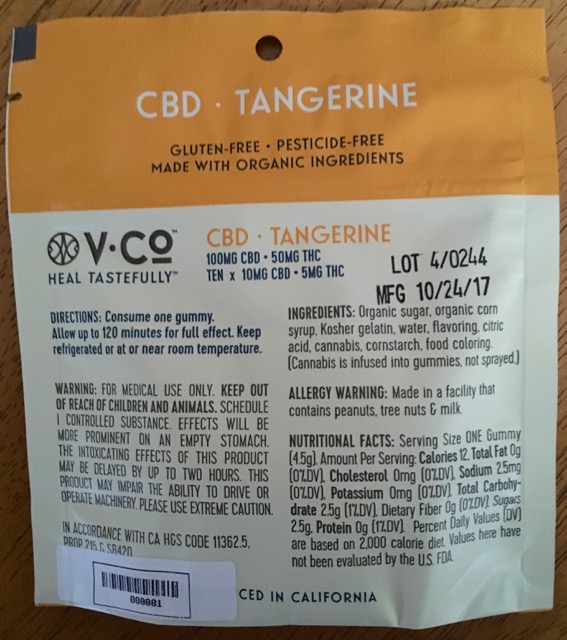 CBD · TANGERINE
GLUTEN-FREE · PESTICIDE-FREE
MADE WITH ORGANIC INGREDIENTS
V·CO™
HEAL TASTEFULLY™
CBD · TANGERINE
100MG CBD · 50MG THC
TEN x 10MG CBD · 5MG THC
LOT 4/0244
MFG 10/24/17
DIRECTIONS: Consume one gummy.
Allow up to 120 minutes for full effect. Keep
refrigerated or at or near room temperature.
WARNING: FOR MEDICAL USE ONLY. KEEP OUT
OF REACH OF CHILDREN AND ANIMALS. SCHEDULE
I CONTROLLED SUBSTANCE. EFFECTS WILL BE
MORE PROMINENT ON AN EMPTY STOMACH.
THE INTOXICATING EFFECTS OF THIS PRODUCT
MAY BE DELAYED BY UP TO TWO HOURS. THIS
PRODUCT MAY IMPAIR THE ABILITY TO DRIVE OR
OPERATE MACHINERY. PLEASE USE EXTREME CAUTION.
IN ACCORDANCE WITH CA H&S CODE 11362.5,
PROP 215 & SB420
INGREDIENTS: Organic sugar, organic corn
syrup, Kosher gelatin, water, flavoring, citric
acid, cannabis, cornstarch, food coloring.
(Cannabis is infused into gummies, not sprayed.)
ALLERGY WARNING: Made in a facility that
contains peanuts, tree nuts & milk
NUTRITIONAL FACTS: Serving Size ONE Gummy
(4.5g). Amount Per Serving: Calories 12, Total Fat 0g
(0%DV), Cholesterol 0mg (0%DV), Sodium 2.5mg
(0%DV), Potassium 0mg (0%DV), Total Carbohy-
drate 2.5g (1%DV), Dietary Fiber 0g (0%DV), Sugars
2.5g, Protein 0g (1%DV). Percent Daily Values (DV)
are based on 2,000 calorie diet. Values here have
not been evaluated by the U.S. FDA
000001
CED IN CALIFORNIA